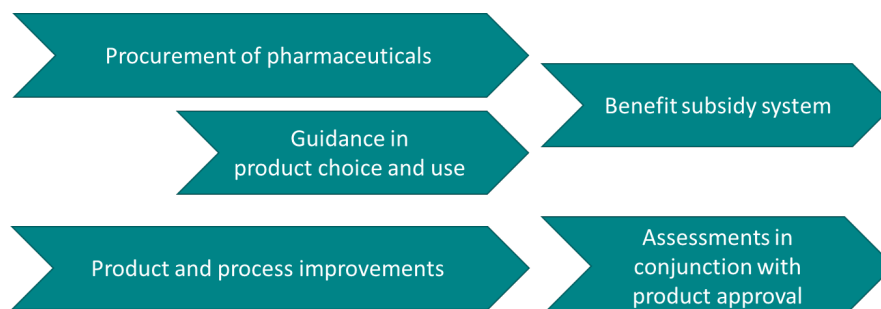 Procurement of pharmaceuticals
Benefit subsidy system
Guidance in
product choice and use
Product and process improvements
Assessments in
conjunction with
product approval